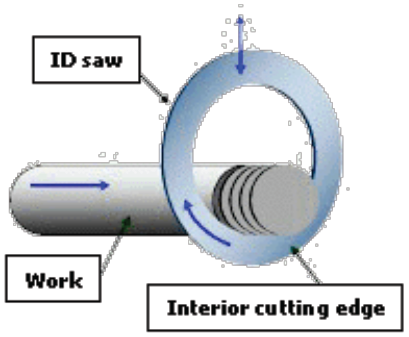 ID saw
Work
Interior cutting edge